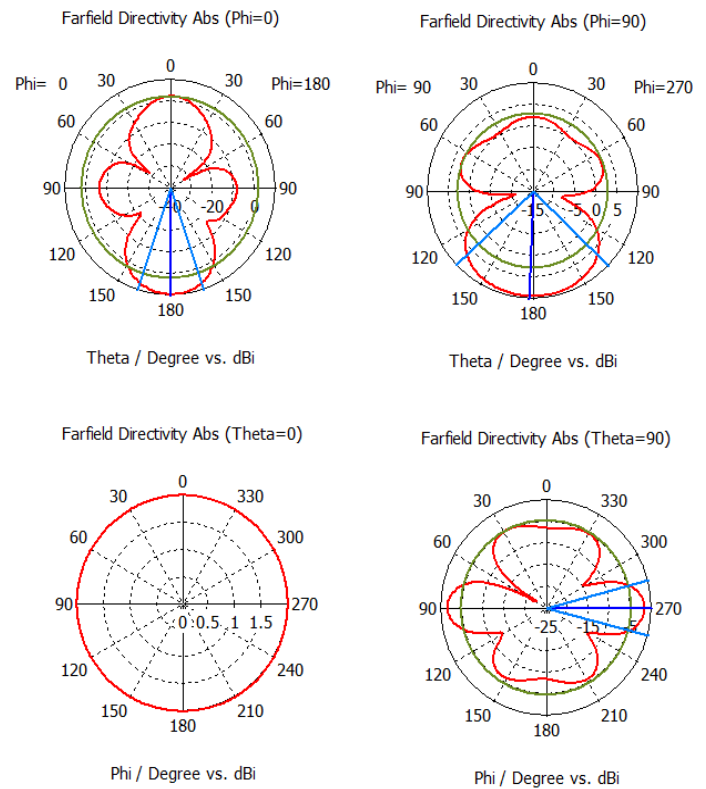 Farfield Directivity Abs (Phi=0)
Phi= 0 30 0 30 Phi=180
60 60
90 -20 0 90
120 120
150 180 150
Theta / Degree vs. dBi
Farfield Directivity Abs (Phi=90)
Phi= 90 30 0 30 Phi=270
60 60
90 -15 -5 0 5 90
120 120
150 180 150
Theta / Degree vs. dBi
Farfield Directivity Abs (Theta=0)
30 0 330
60 300
90 0 0.5 1 1.5 270
120 240
150 180 210
Phi / Degree vs. dBi
Farfield Directivity Abs (Theta=90)
30 0 330
60 300
90 -25 -15 -5 270
120 240
150 180 210
Phi / Degree vs. dBi